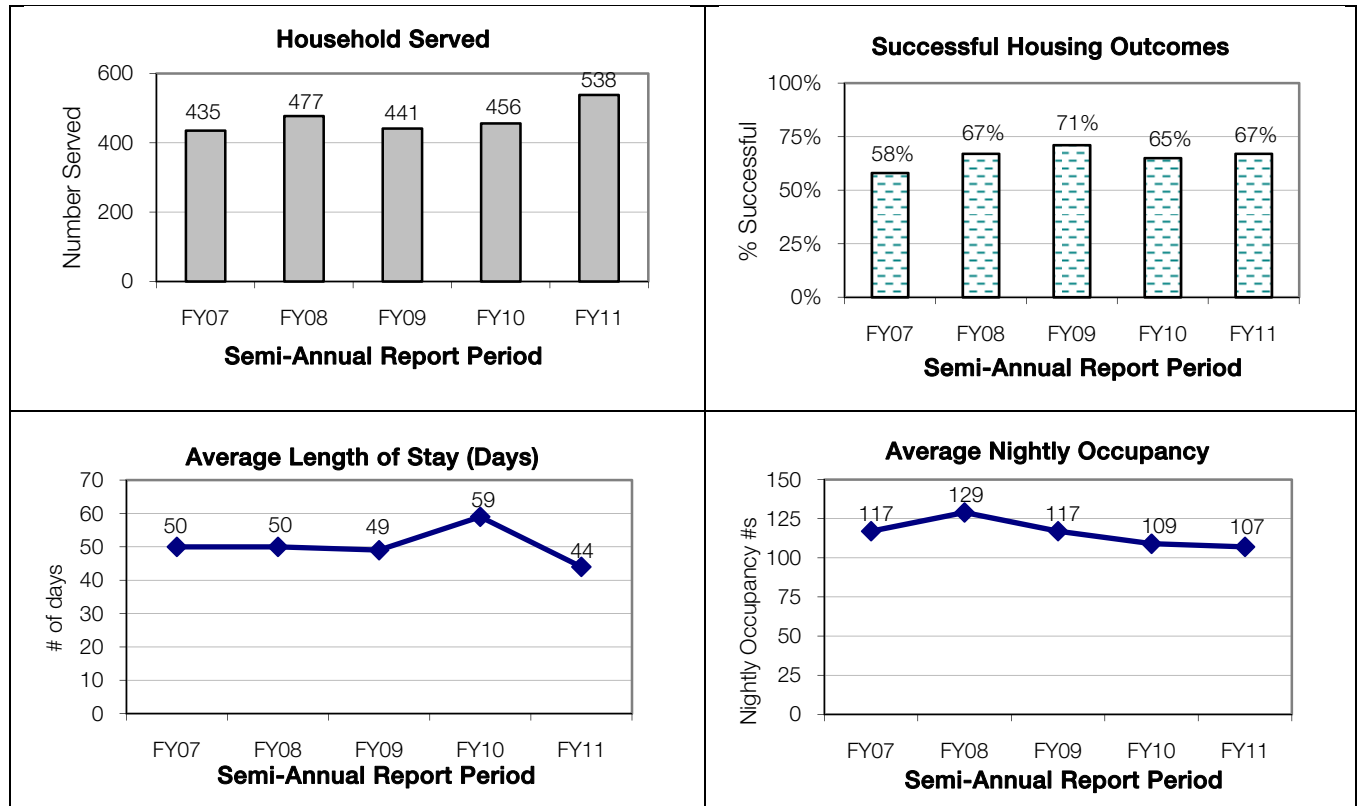 Household Served
600
400
200
0
Number Served
435
477
441
456
538
FY07 FY08 FY09 FY10 FY11
Semi-Annual Report Period
Successful Housing Outcomes
100%
75%
50%
25%
0%
% Successful
58%
67%
71%
65%
67%
FY07 FY08 FY09 FY10 FY11
Semi-Annual Report Period
Average Length of Stay (Days)
70
60
50
40
30
20
10
0
# of days
50
50
49
59
44
FY07 FY08 FY09 FY10 FY11
Semi-Annual Report Period
Average Nightly Occupancy
150
125
100
75
50
25
0
Nightly Occupancy #s
117
129
117
109
107
FY07 FY08 FY09 FY10 FY11
Semi-Annual Report Period